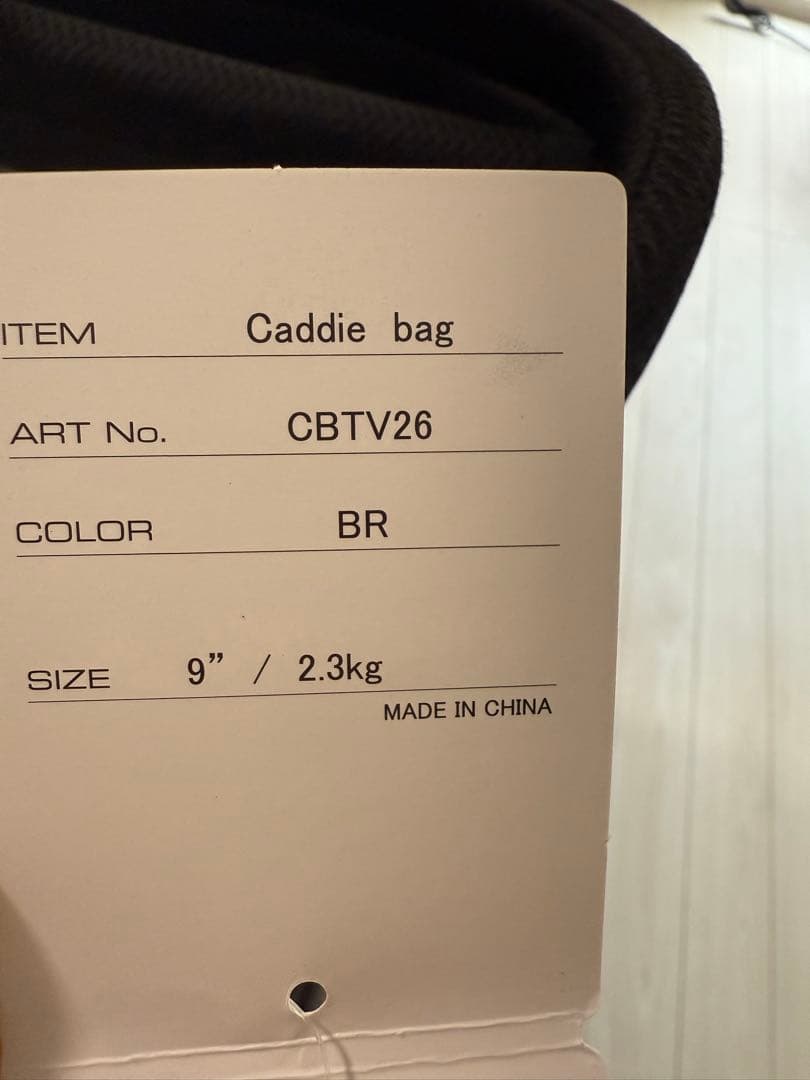 ITEM Caddie bag
ART No. CBTV26
COLOR BR
SIZE 9” / 2.3kg
MADE IN CHINA